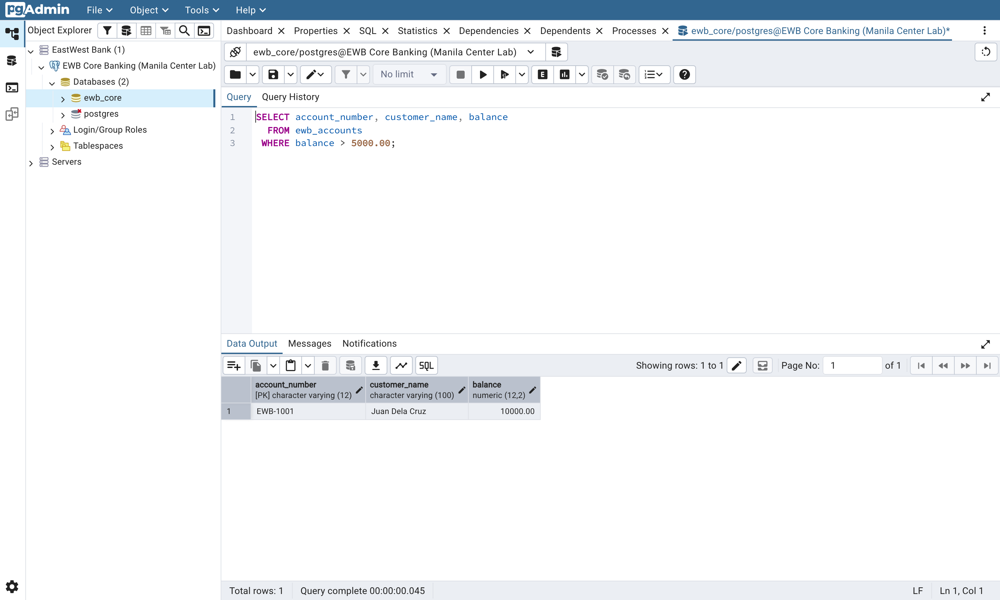 pgAdmin File Object Tools Help
Object Explorer
EastWest Bank (1)
EWB Core Banking (Manila Center Lab)
Databases (2)
ewb_core
postgres
Login/Group Roles
Tablespaces
Servers
Dashboard Properties SQL Statistics Dependencies Dependents Processes ewb_core/postgres@EWB Core Banking (Manila Center Lab)*
ewb_core/postgres@EWB Core Banking (Manila Center Lab)
No limit E
Query Query History
1 SELECT account_number, customer_name, balance
2 FROM ewb_accounts
3 WHERE balance > 5000.00;
Data Output Messages Notifications
SQL Showing rows: 1 to 1 Page No: 1 of 1
account_number customer_name balance
[PK] character varying (12) character varying (100) numeric (12,2)
1 EWB-1001 Juan Dela Cruz 10000.00
Total rows: 1 Query complete 00:00:00.045 LF Ln 1, Col 1